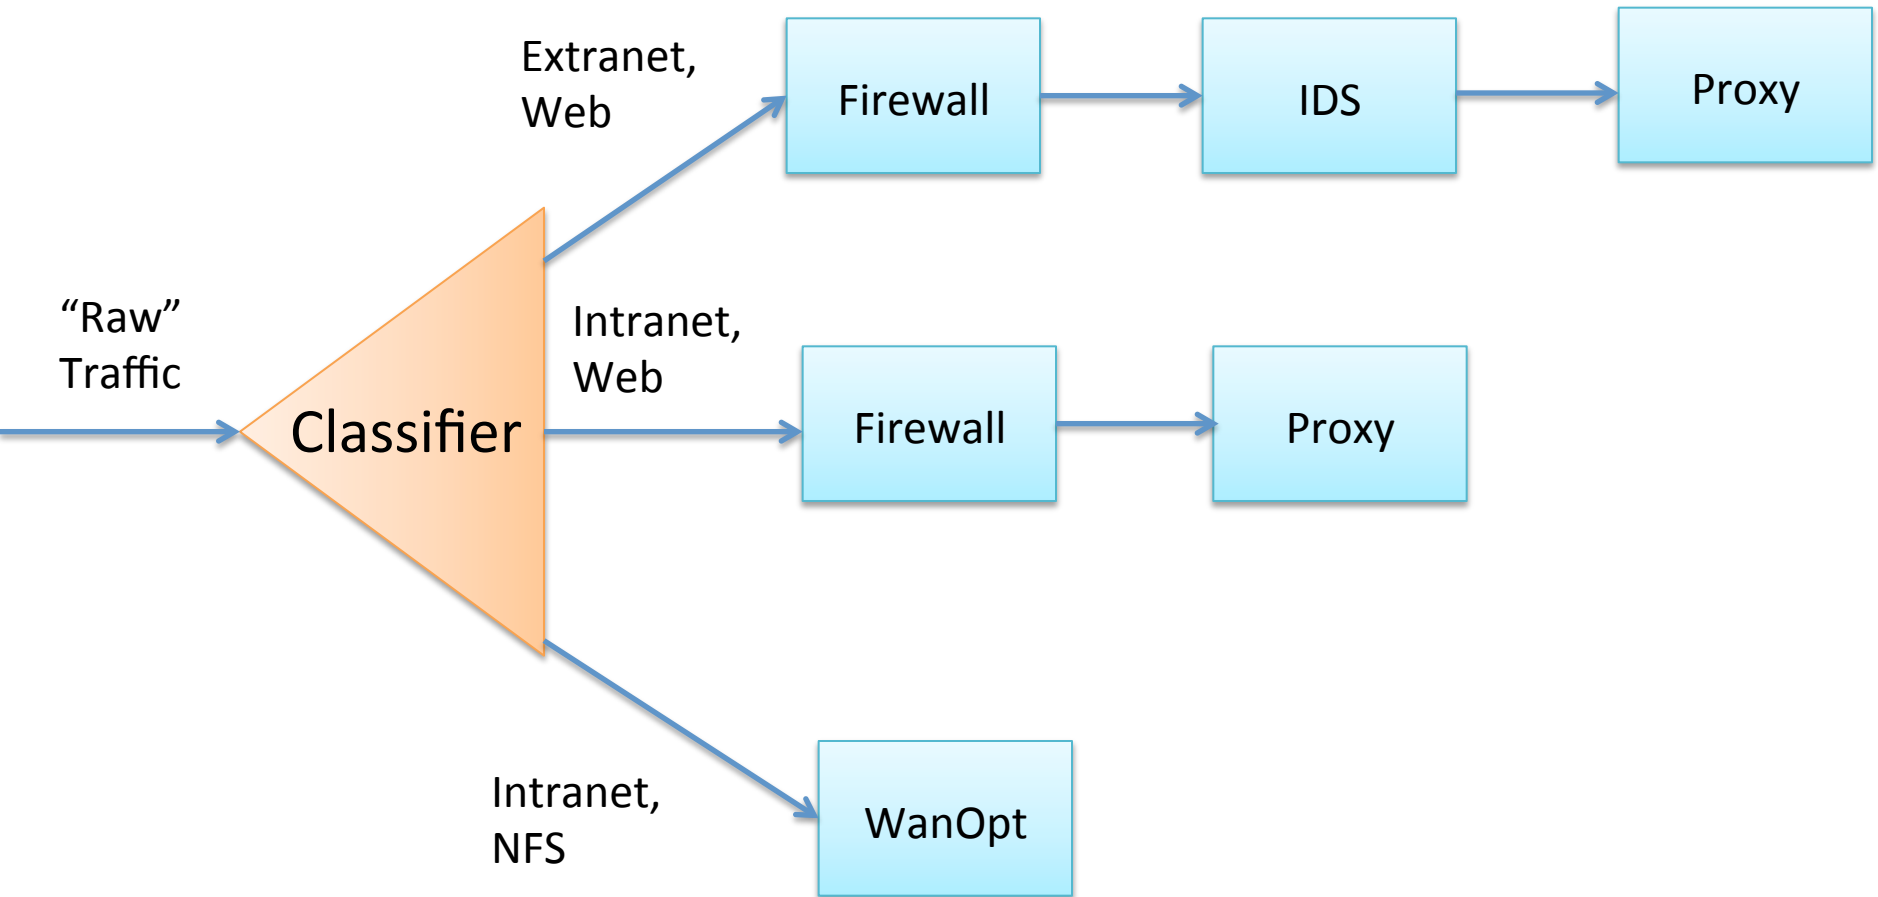 Extranet,
Web
Firewall
IDS
Proxy
“Raw”
Traffic
Classifier
Intranet,
Web
Firewall
Proxy
Intranet,
NFS
WanOpt